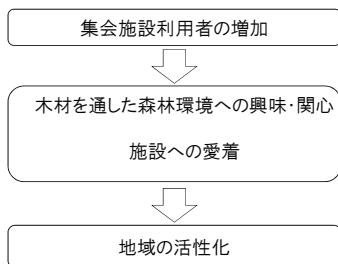 集会施設利用者の増加
木材を通した森林環境への興味・関心
施設への愛着
地域の活性化